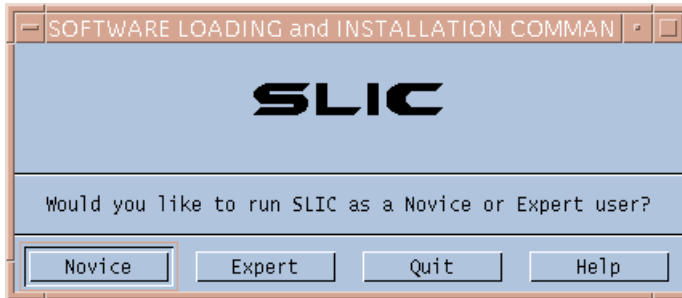 SOFTWARE LOADING and INSTALLATION COMMAN
SLIC
Would you like to run SLIC as a Novice or Expert user?
Novice Expert Quit Help